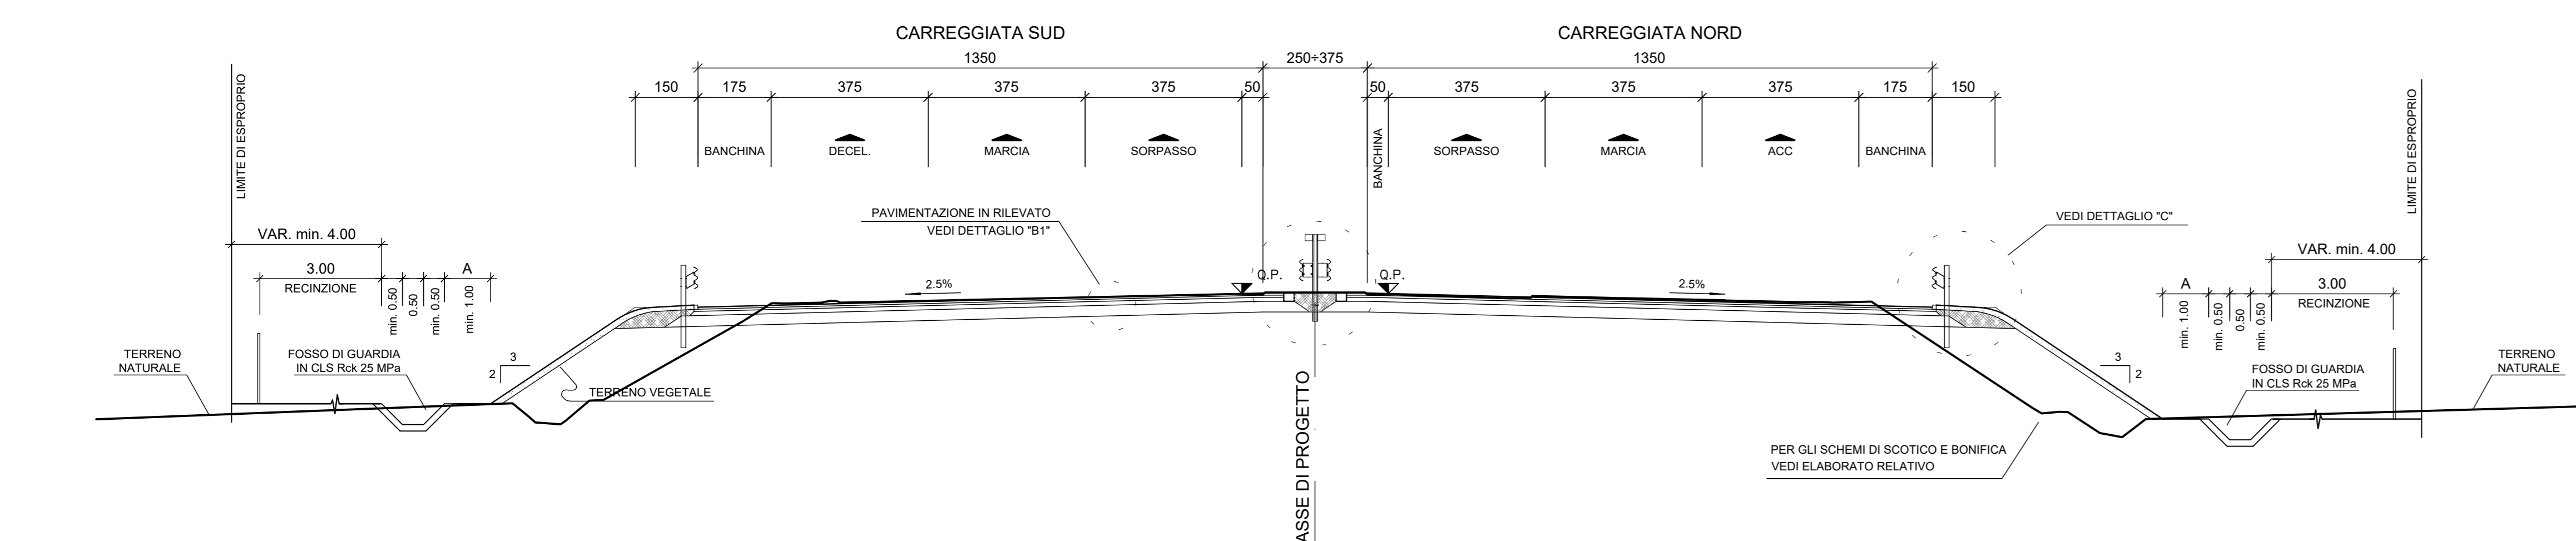 CARREGGIATA SUD
CARREGGIATA NORD
1350
250÷375
1350
150
175
375
375
375
50
50
375
375
375
175
150
BANCHINA
DECEL.
MARCIA
SORPASSO
BANCHINA
SORPASSO
MARCIA
ACC
BANCHINA
LIMITE DI ESPROPRIO
LIMITE DI ESPROPRIO
PAVIMENTAZIONE IN RILEVATO
VEDI DETTAGLIO "B1"
VEDI DETTAGLIO "C"
VAR. min. 4.00
3.00
RECINZIONE
min. 0.50
0.50
min. 0.50
A
min. 1.00
2.5%
Q.P.
Q.P.
2.5%
VAR. min. 4.00
A
min. 1.00
min. 0.50
0.50
min. 0.50
3.00
RECINZIONE
TERRENO
NATURALE
FOSSO DI GUARDIA
IN CLS Rck 25 MPa
3
2
TERRENO VEGETALE
ASSE DI PROGETTO
3
2
FOSSO DI GUARDIA
IN CLS Rck 25 MPa
TERRENO
NATURALE
PER GLI SCHEMI DI SCOTICO E BONIFICA
VEDI ELABORATO RELATIVO